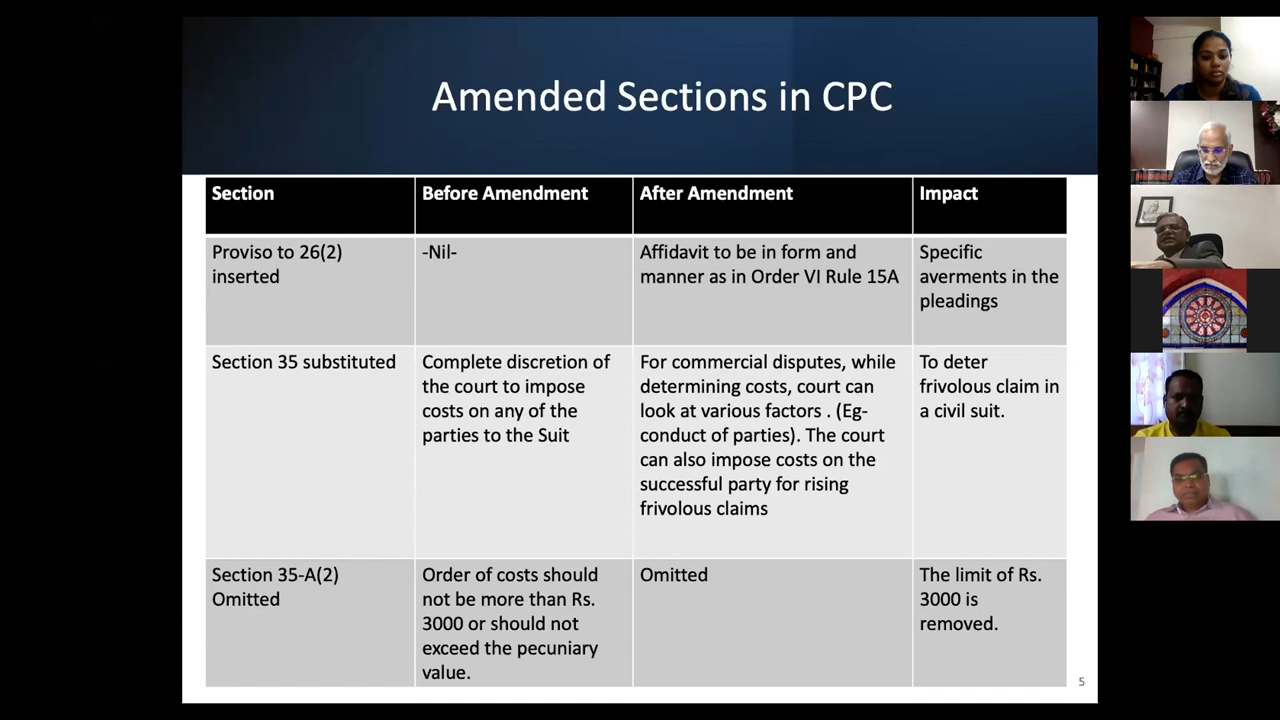 Amended Sections in CPC
Section
Before Amendment
After Amendment
Impact
Proviso to 26(2)
inserted
-Nil-
Affidavit to be in form and
manner as in Order VI Rule 15A
Specific
averments in the
pleadings
Section 35 substituted
Complete discretion of
the court to impose
costs on any of the
parties to the Suit
For commercial disputes, while
determining costs, court can
look at various factors . (Eg-
conduct of parties). The court
can also impose costs on the
successful party for rising
frivolous claims
To deter
frivolous claim in
a civil suit.
Section 35-A(2)
Omitted
Order of costs should
not be more than Rs.
3000 or should not
exceed the pecuniary
value.
Omitted
The limit of Rs.
3000 is
removed.
5